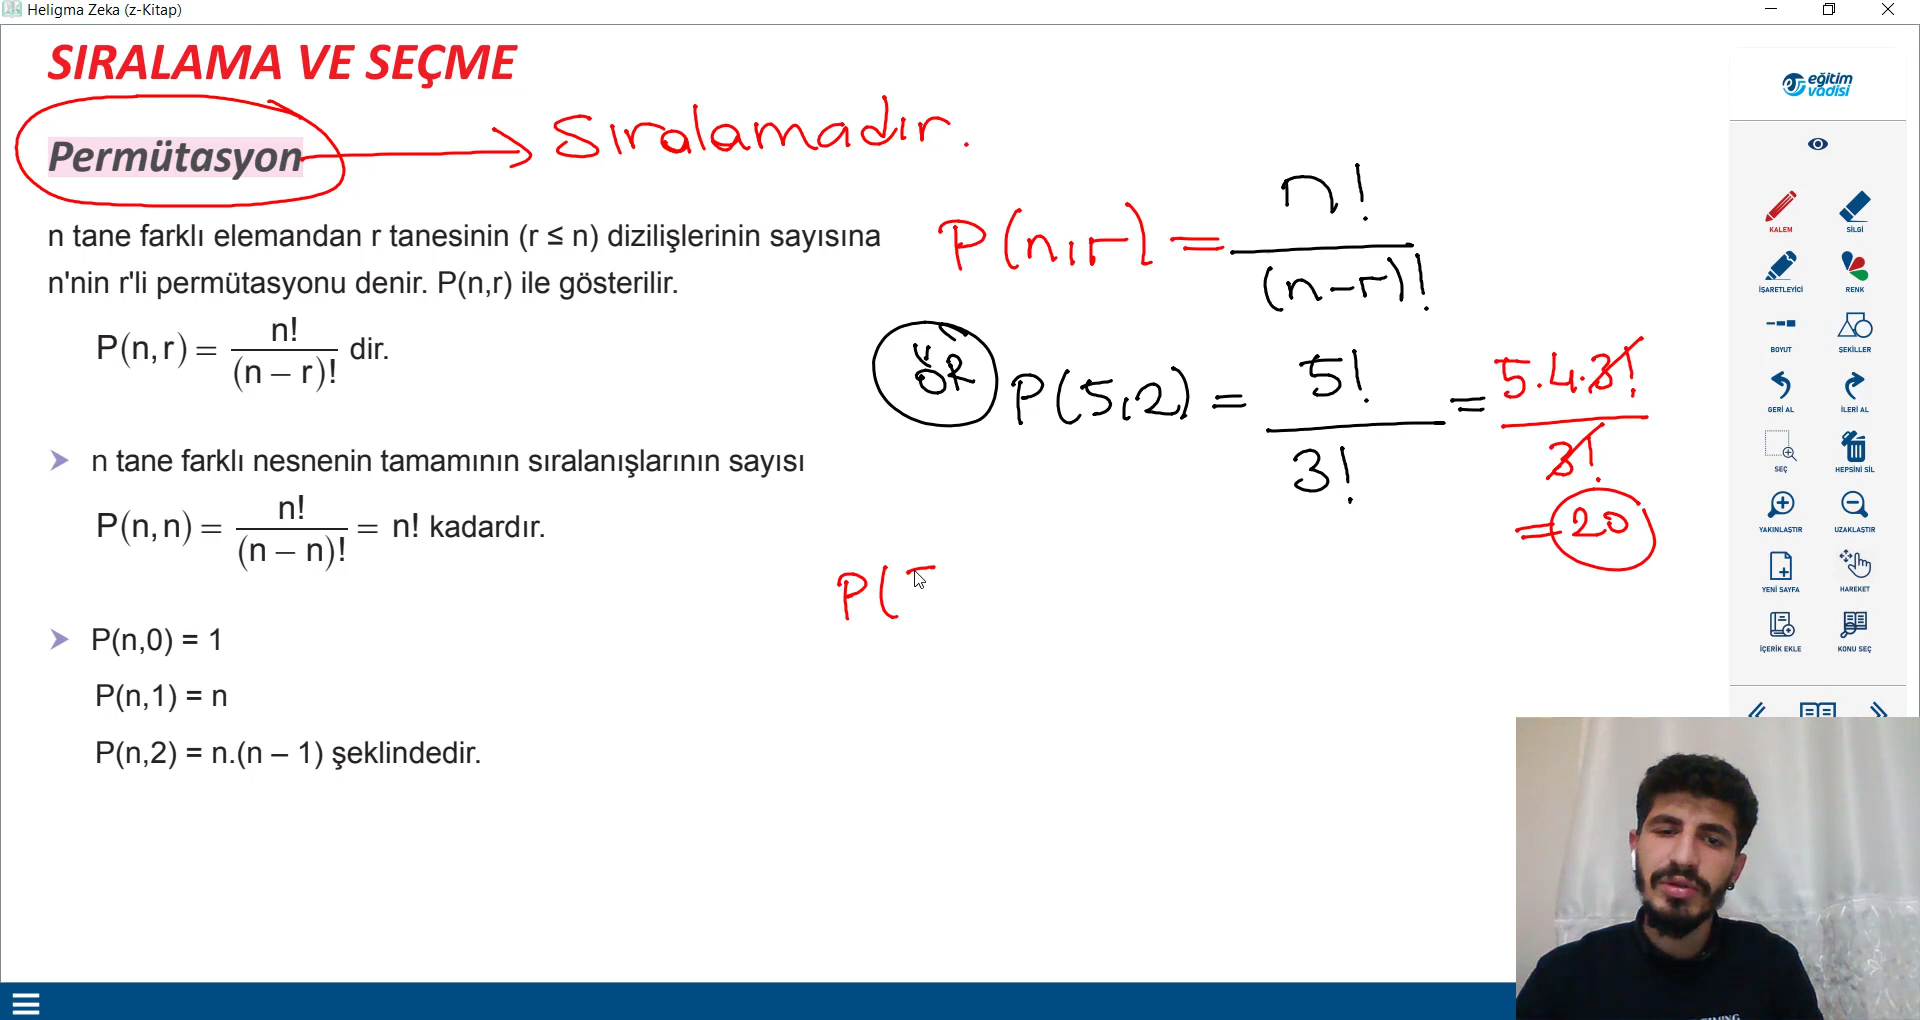 Heligma Zeka (z-Kitap)
SIRALAMA VE SEÇME
Permütasyon
Sıralamadır.
n tane farklı elemandan r tanesinin (r ≤ n) dizilişlerinin sayısına
n'nin r'li permütasyonu denir. P(n,r) ile gösterilir.
P(n,r) = n! / (n – r)! dir.
n tane farklı nesnenin tamamının sıralanışlarının sayısı
P(n,n) = n! / (n – n)! = n! kadardır.
P(n,0) = 1
P(n,1) = n
P(n,2) = n.(n – 1) şeklindedir.
P(n,r) = n! / (n-r)!
ÖR P(5,2) = 5! / 3! = 5.4.3! / 3!
= 20
P(
eğitim
vadisi
KALEM SİLGİ
İŞARETLEYİCİ RENK
BOYUT ŞEKİLLER
GERİ AL İLERİ AL
SEÇ HEPSİNİ SİL
YAKINLAŞTIR UZAKLAŞTIR
YENİ SAYFA HAREKET
İÇERİK EKLE KONU SEÇ